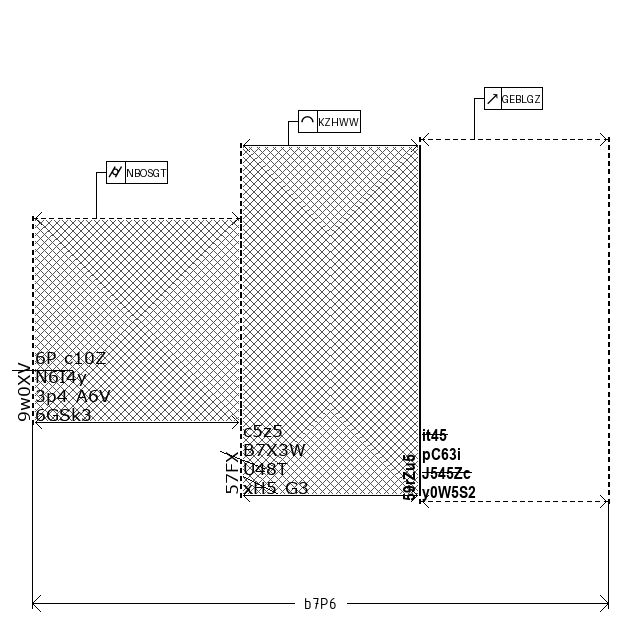 GEBLGZ
KZHWW
NBOSGT
9w0XV
6P c10Z
N6I4y
3p4 A6V
6GSk3
57FX
c5z5
B7X3W
U48T
xH5 G3
59rZu5
it45
pC63i
J545Zc
y0W5S2
b7P6